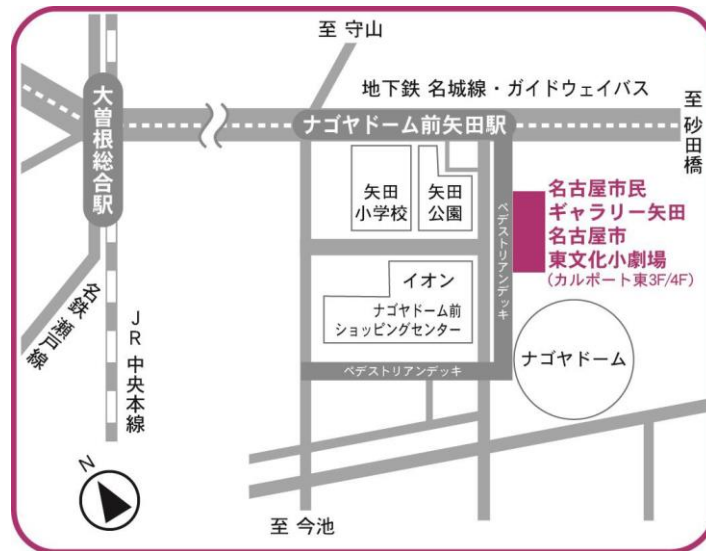 至 守山
地下鉄 名城線・ガイドウェイバス
至 砂田橋
大曽根総合駅
ナゴヤドーム前矢田駅
矢田
小学校
矢田
公園
ペデストリアンデッキ
名古屋市民
ギャラリー矢田
名古屋市
東文化小劇場
(カルポート東3F/4F)
イオン
ナゴヤドーム前
ショッピングセンター
ナゴヤドーム
ペデストリアンデッキ
名鉄 瀬戸線
JR 中央本線
N
至 今池